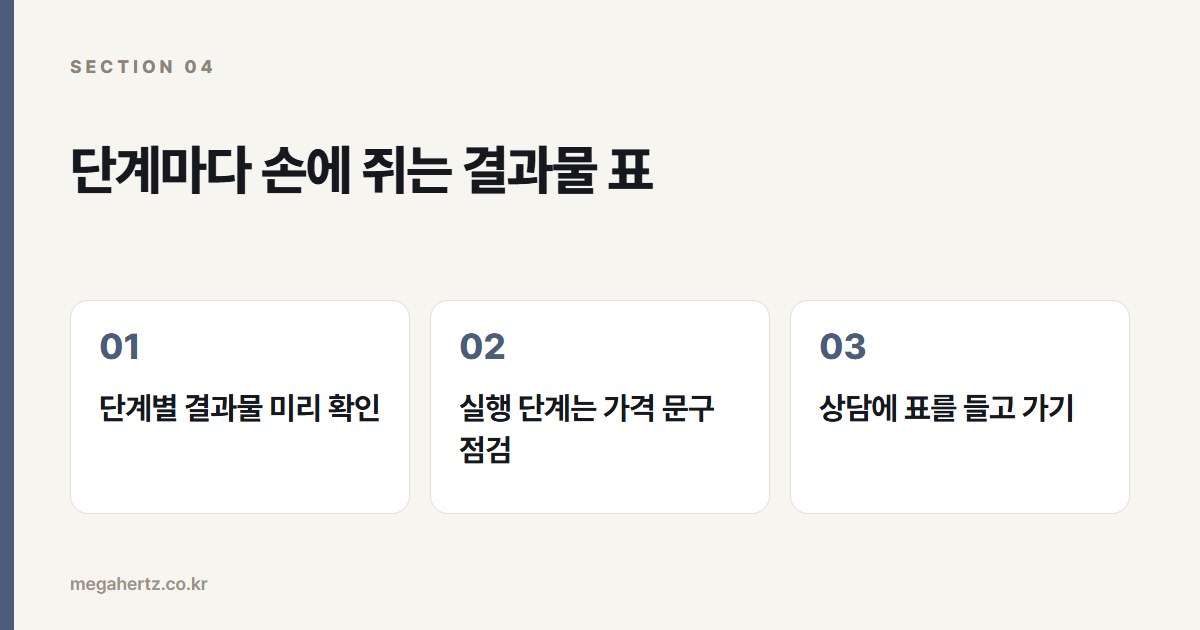 SECTION 04
단계마다 손에 쥐는 결과물 표
01
단계별 결과물 미리 확인
02
실행 단계는 가격 문구
점검
03
상담에 표를 들고 가기
megahertz.co.kr